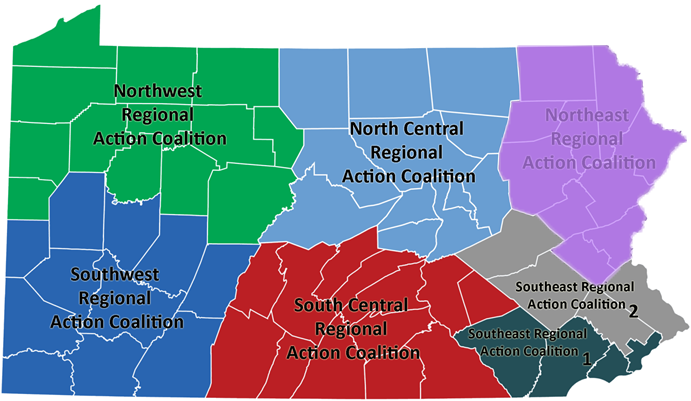 Northwest
Regional
Action Coalition
North Central
Regional
Action Coalition
Northeast
Regional
Action Coalition
Southwest
Regional
Action Coalition
South Central
Regional
Action Coalition
Southeast Regional
Action Coalition 2
Southeast Regional
Action Coalition 1